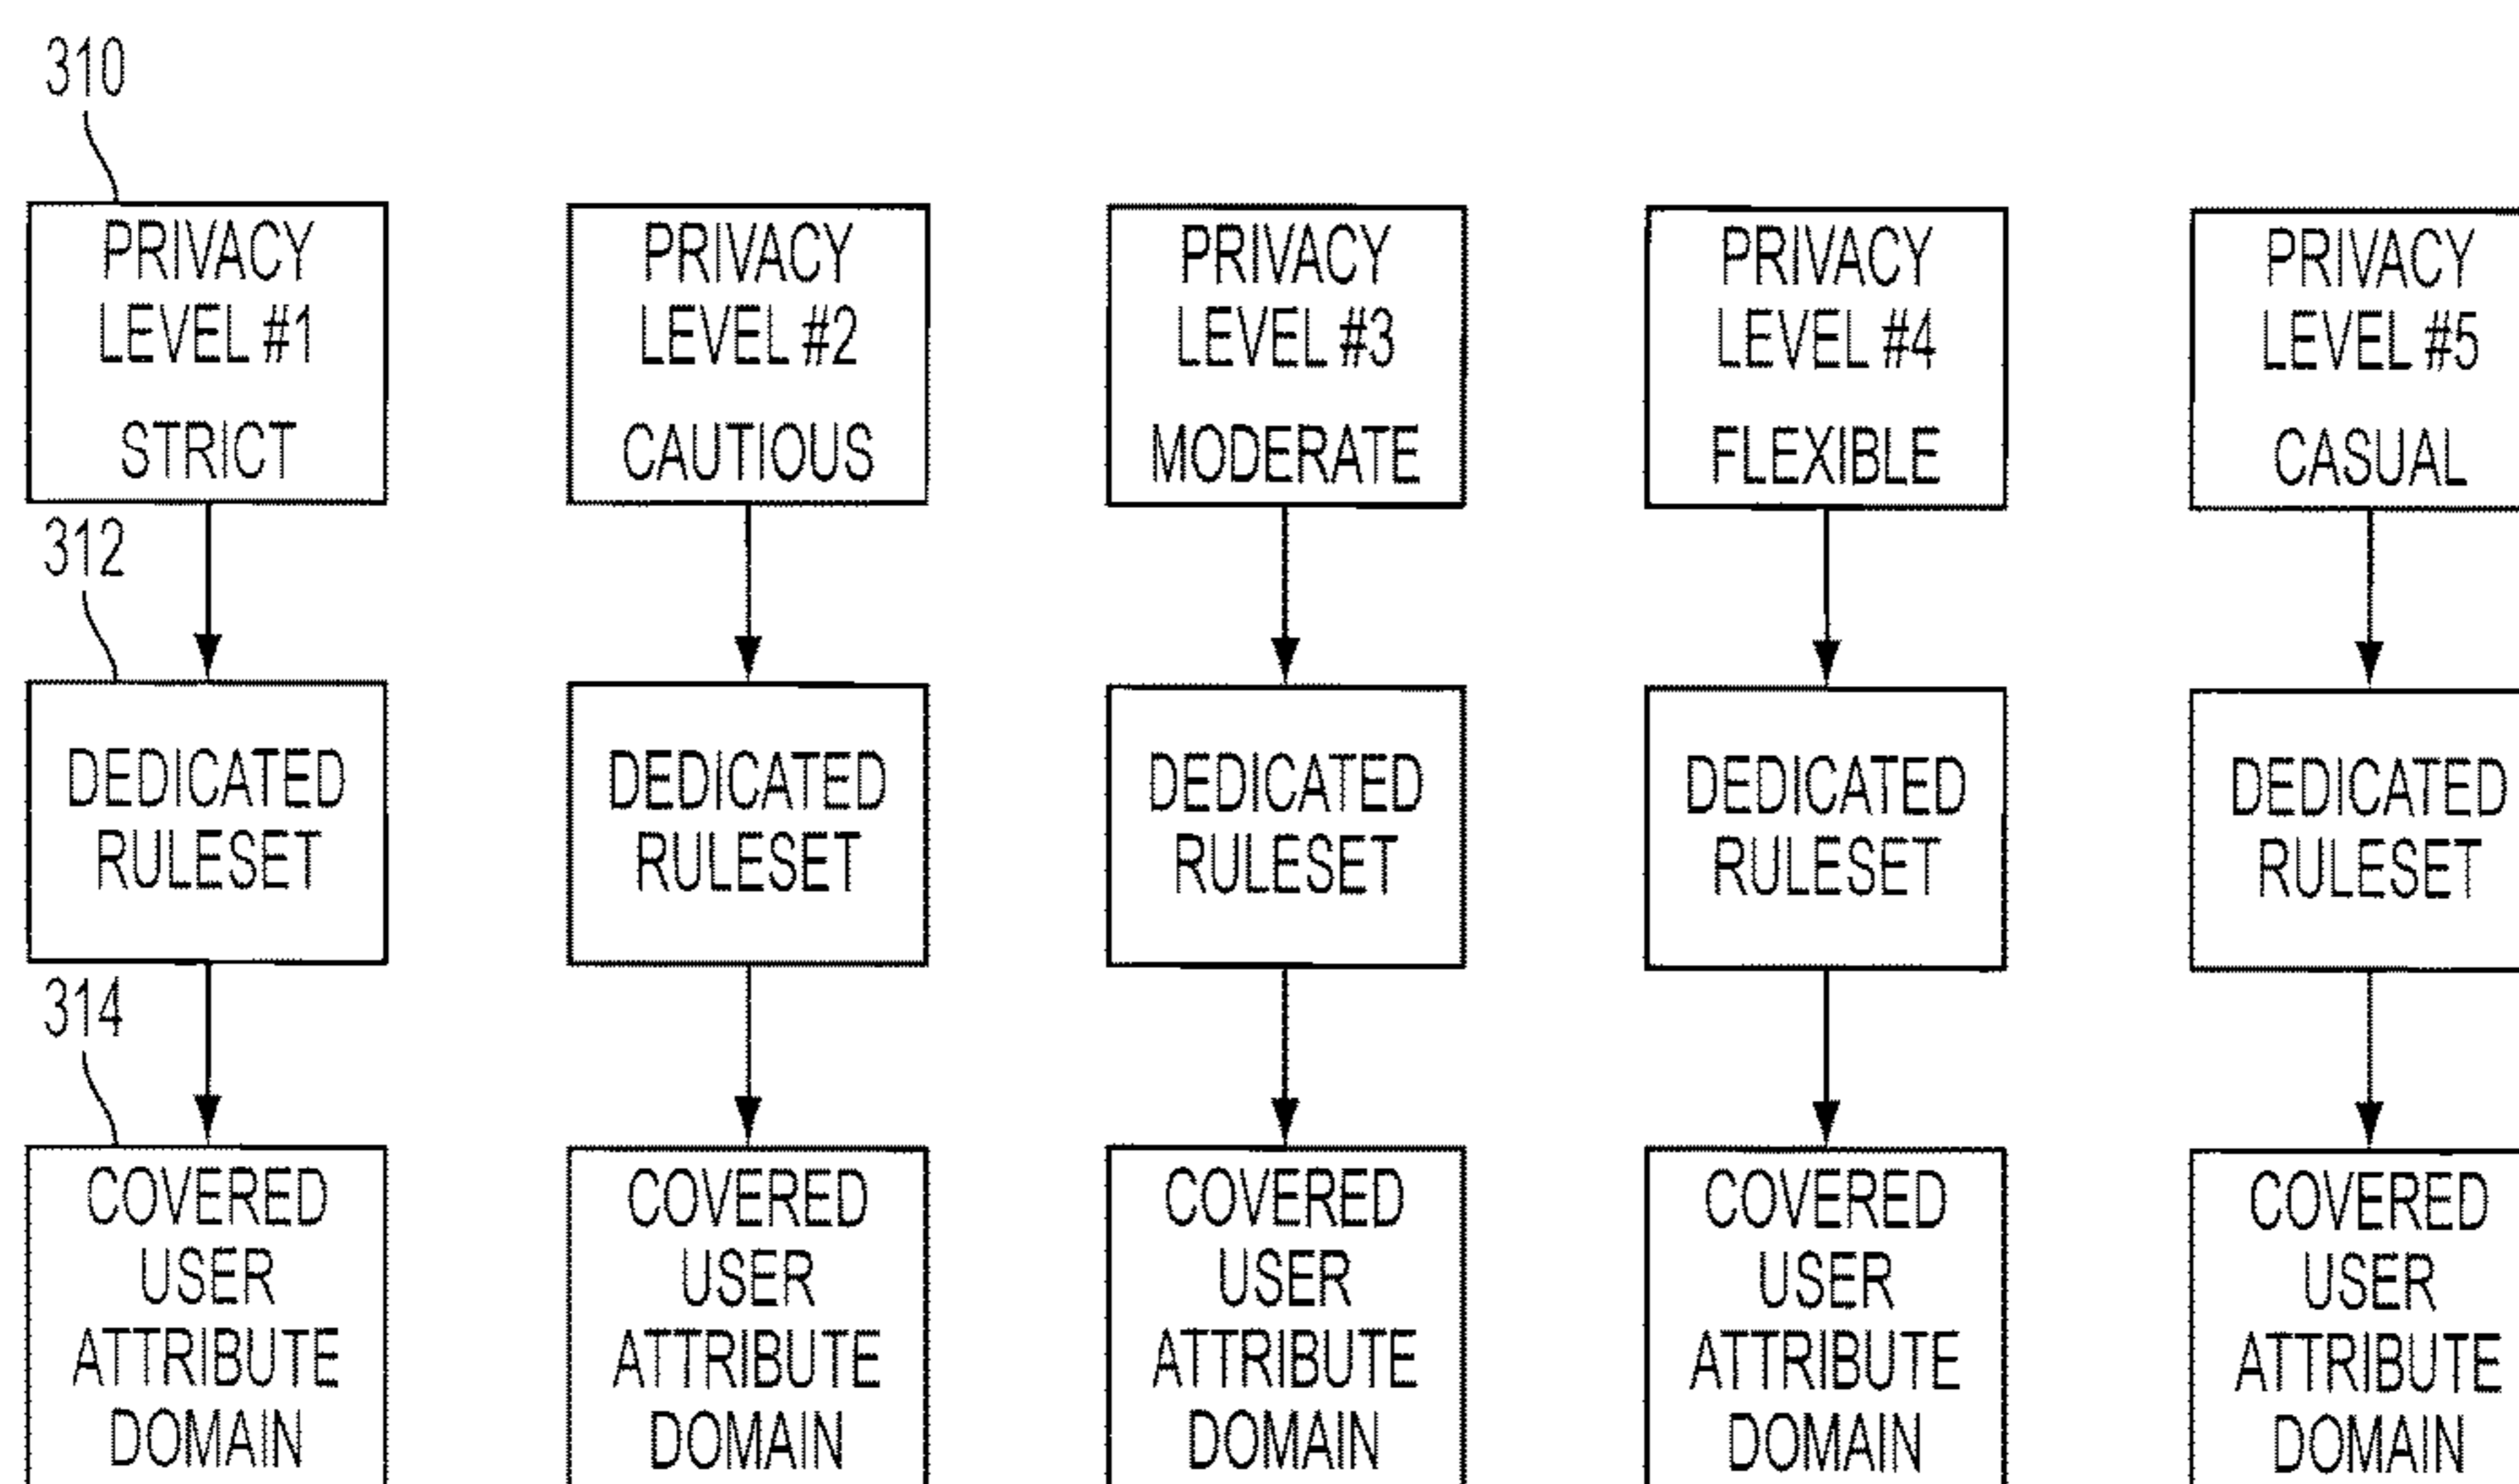 310
PRIVACY
LEVEL #1
STRICT
PRIVACY
LEVEL #2
CAUTIOUS
PRIVACY
LEVEL #3
MODERATE
PRIVACY
LEVEL #4
FLEXIBLE
PRIVACY
LEVEL #5
CASUAL
312
DEDICATED
RULESET
DEDICATED
RULESET
DEDICATED
RULESET
DEDICATED
RULESET
DEDICATED
RULESET
314
COVERED
USER
ATTRIBUTE
DOMAIN
COVERED
USER
ATTRIBUTE
DOMAIN
COVERED
USER
ATTRIBUTE
DOMAIN
COVERED
USER
ATTRIBUTE
DOMAIN
COVERED
USER
ATTRIBUTE
DOMAIN